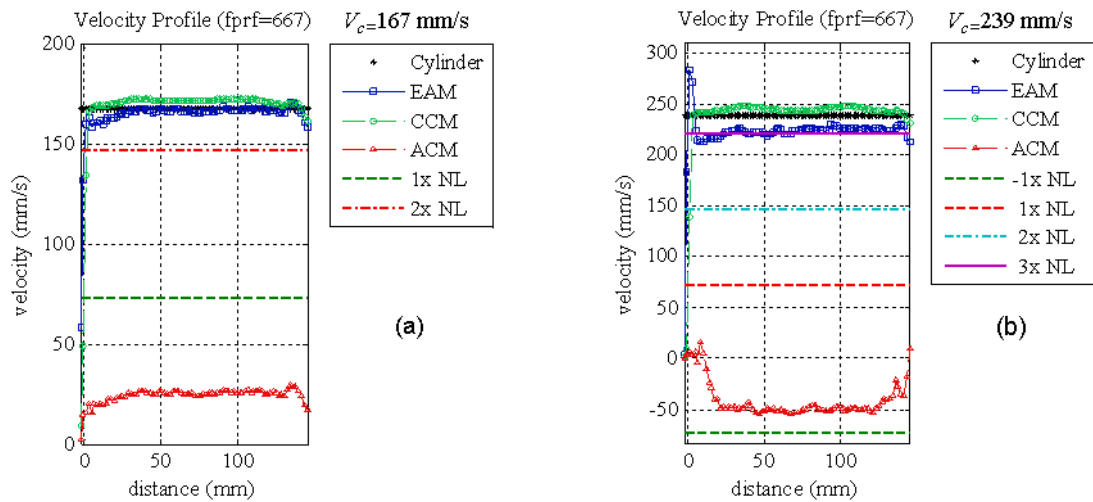 Velocity Profile (fprf=667)
Vc=167 mm/s
200
150
100
50
0
velocity (mm/s)
0
50
100
distance (mm)
Cylinder
EAM
CCM
ACM
1x NL
2x NL
(a)
Velocity Profile (fprf=667)
Vc=239 mm/s
300
250
200
150
100
50
0
-50
velocity (mm/s)
0
50
100
distance (mm)
Cylinder
EAM
CCM
ACM
-1x NL
1x NL
2x NL
3x NL
(b)